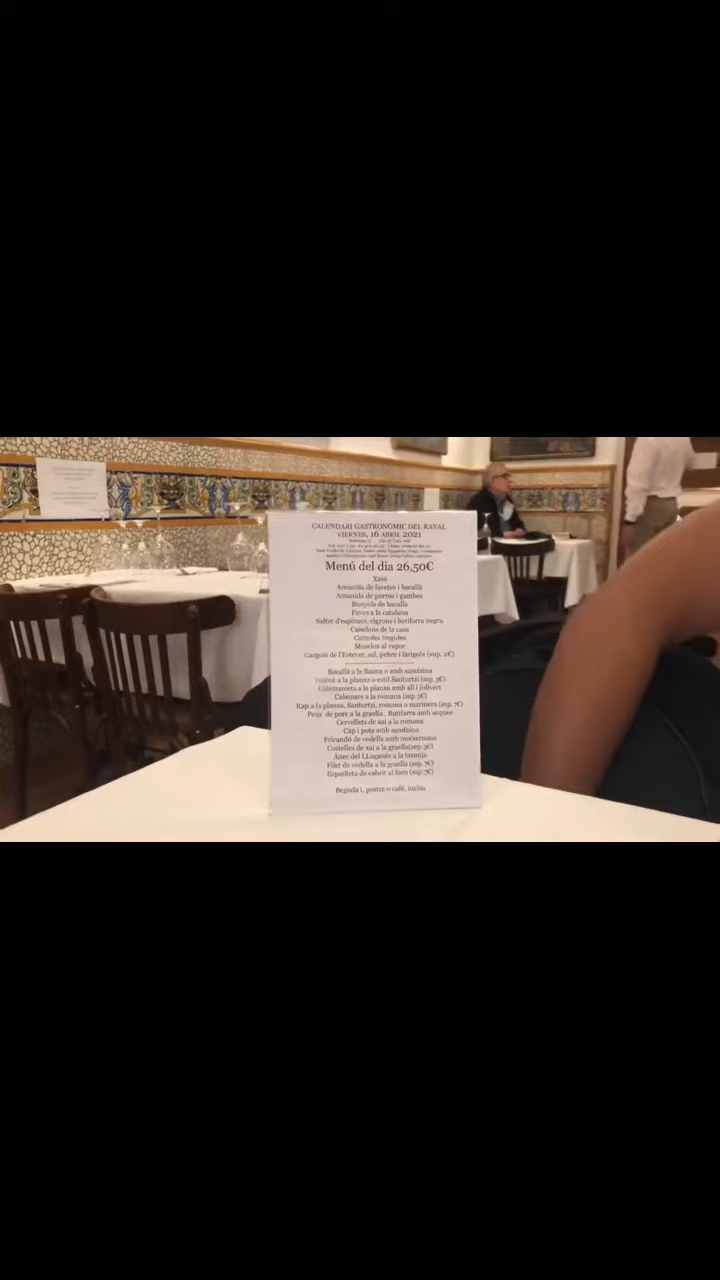 CALENDARI GASTRONÒMIC DEL RAVAL
VIERNES, 16 ABRIL 2021
Menú del dia 26,50€
Xató
Amanida de favetes i bacallà
Amanida de porros i gambes
Bunyols de bacallà
Faves a la catalana
Saltat d'espinacs, cigrons i botifarra negra
Canelons de la casa
Carxofes fregides
Musclos al vapor
Cargols de l'Estevet..sal, pebre i farigola (sup. 2€)
Bacallà a la llauna o amb samfaina
a la planxa o estil Santurtzi (sup. 3€)
Calamarsets a la planxa amb all i jolivert
Calamars a la romana (sup. 3€)
Rap a la planxa, Santurtzi, romana o marinera (sup. 7€)
Peus de porc a la graella . Butifarra amb seques
Cervellets de xai a la romana
Cap i pota amb samfaina
Fricandó de vedella amb moixernons
Costelles de xai a la graella(sup. 3€)
Ànec del LLuçanès a la taronja
Filet de vedella a la graella (sup. 7€)
Espatlleta de cabrit al forn (sup. 7€)
Beguda i, postre o café, inclòs